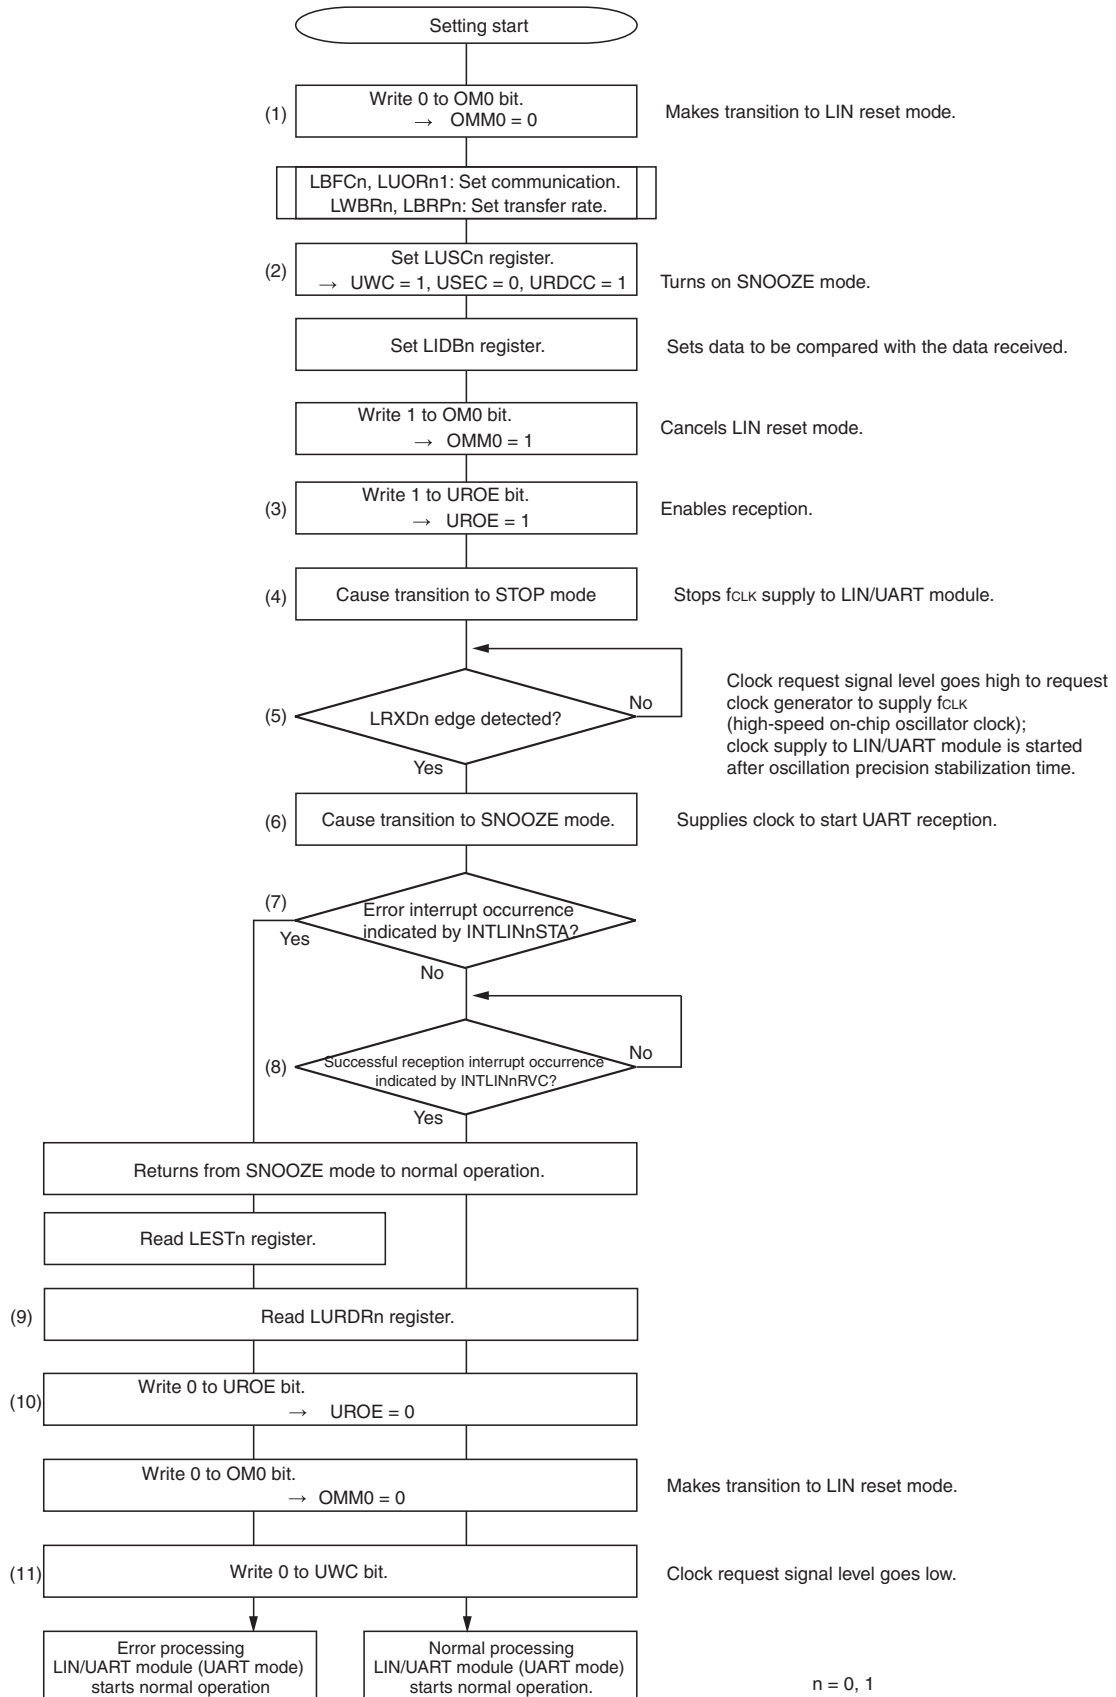 Setting start
(1)
Write 0 to OM0 bit.
→ OMM0 = 0
Makes transition to LIN reset mode.
LBFCn, LUORn1: Set communication.
LWBRn, LBRPn: Set transfer rate.
(2)
Set LUSCn register.
→ UWC = 1, USEC = 0, URDCC = 1
Turns on SNOOZE mode.
Set LIDBn register.
Sets data to be compared with the data received.
Write 1 to OM0 bit.
→ OMM0 = 1
Cancels LIN reset mode.
(3)
Write 1 to UROE bit.
→ UROE = 1
Enables reception.
(4)
Cause transition to STOP mode
Stops fCLK supply to LIN/UART module.
(5)
LRXDn edge detected?
No
Yes
Clock request signal level goes high to request
clock generator to supply fCLK
(high-speed on-chip oscillator clock);
clock supply to LIN/UART module is started
after oscillation precision stabilization time.
(6)
Cause transition to SNOOZE mode.
Supplies clock to start UART reception.
(7)
Error interrupt occurrence
indicated by INTLINnSTA?
Yes
No
(8)
Successful reception interrupt occurrence
indicated by INTLINnRVC?
No
Yes
Returns from SNOOZE mode to normal operation.
Read LESTn register.
(9)
Read LURDRn register.
(10)
Write 0 to UROE bit.
→ UROE = 0
Write 0 to OM0 bit.
→ OMM0 = 0
Makes transition to LIN reset mode.
(11)
Write 0 to UWC bit.
Clock request signal level goes low.
Error processing
LIN/UART module (UART mode)
starts normal operation
Normal processing
LIN/UART module (UART mode)
starts normal operation.
n = 0, 1